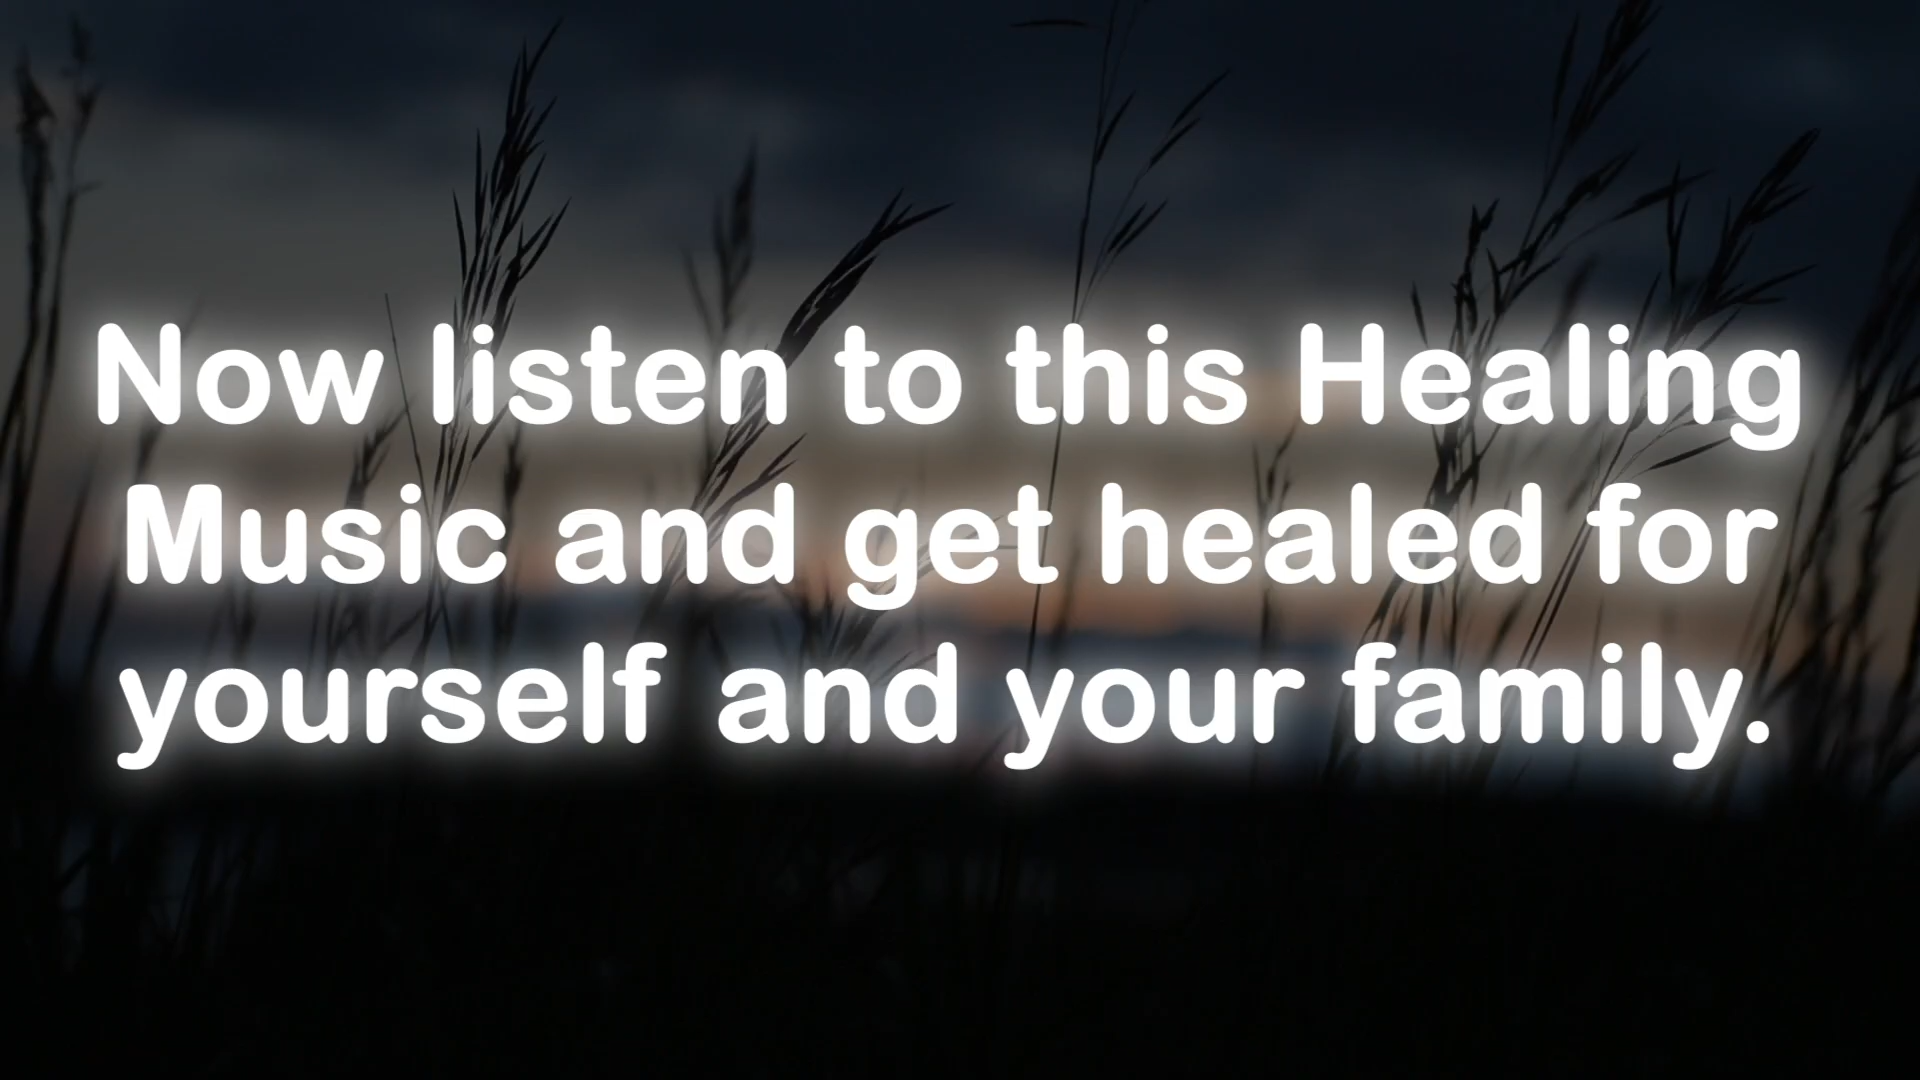 Now listen to this Healing
Music and get healed for
yourself and your family.